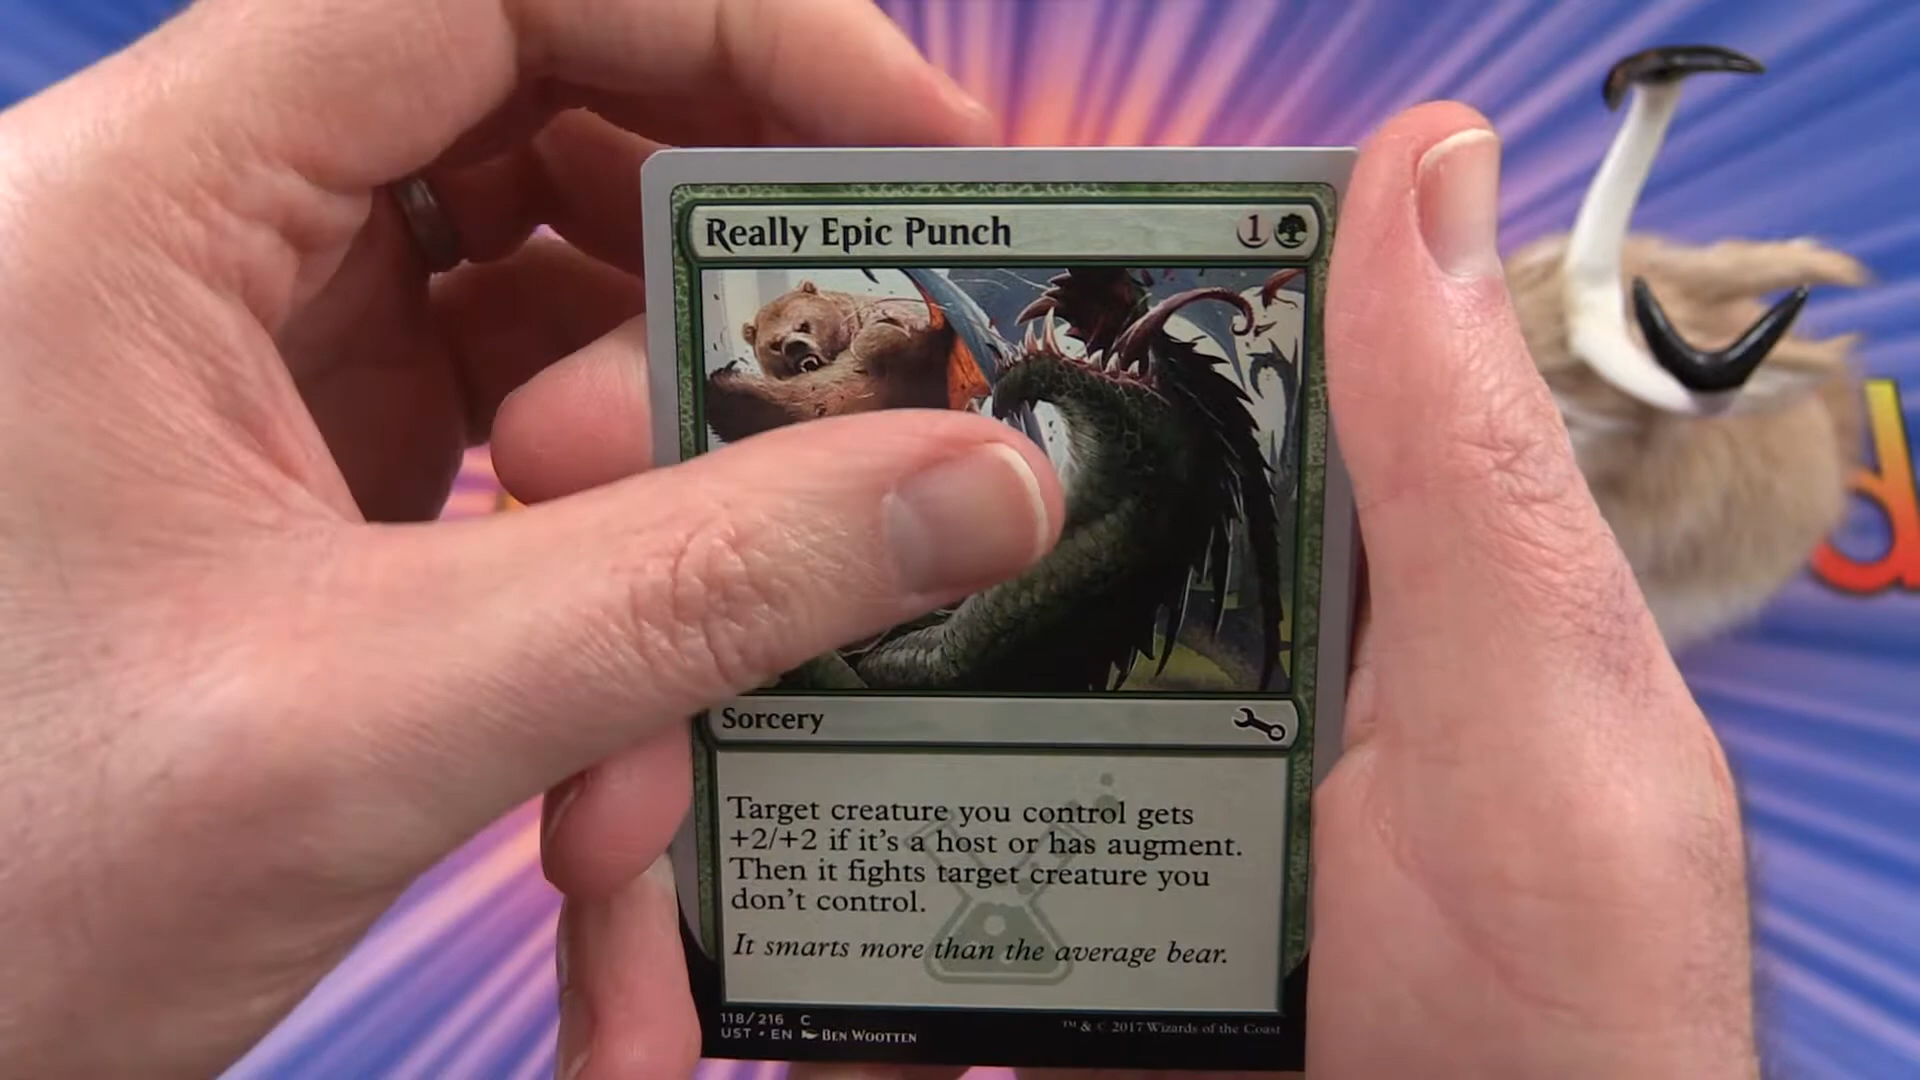 Really Epic Punch 1
d
Sorcery
Target creature you control gets
+2/+2 if it's a host or has augment.
Then it fights target creature you
don't control.
It smarts more than the average bear.
118/216 C
UST • EN Ben Wootten
™ & © 2017 Wizards of the Coast